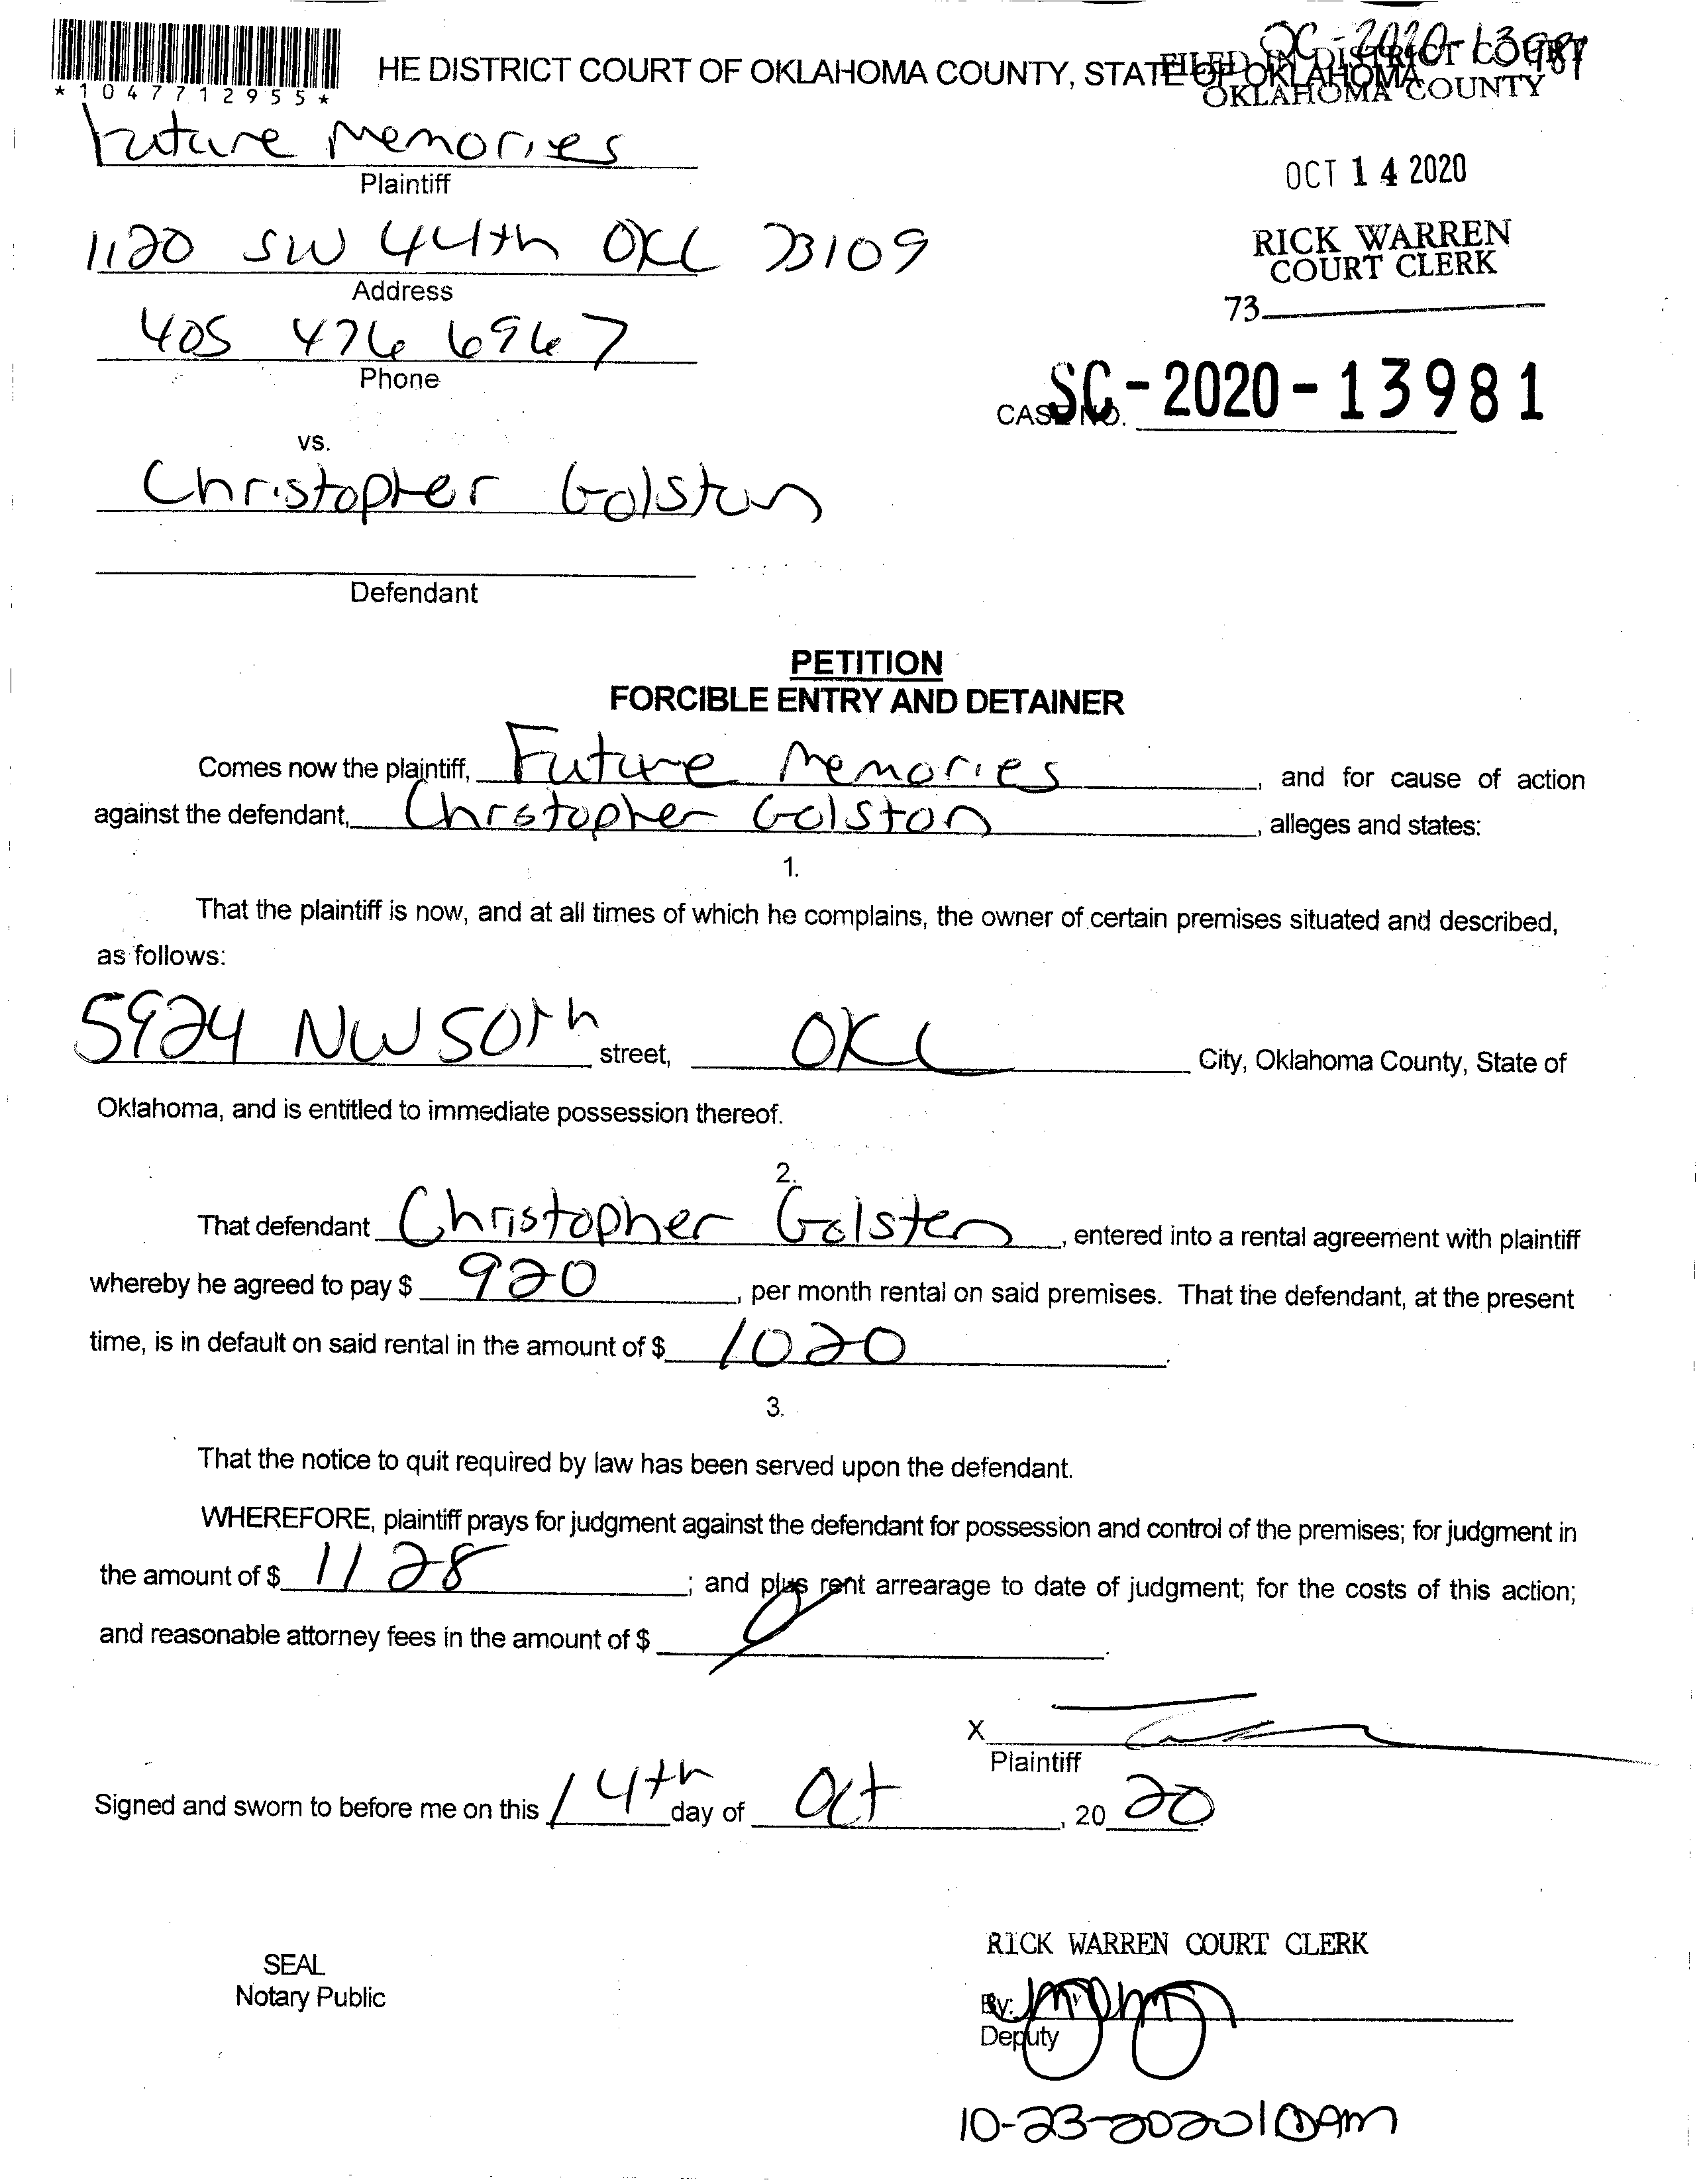 SC-2020-13981
HE DISTRICT COURT OF OKLAHOMA COUNTY, STATE OF OKLAHOMA
FILED IN DISTRICT COURT
OKLAHOMA COUNTY
*1047712955*
Future Memories
Plaintiff
OCT 14 2020
1120 SW 44th OKC 73109
Address
RICK WARREN
COURT CLERK
73
405 476 6967
Phone
CASE NO. SC-2020-13981
vs.
Christopher Golston
Defendant
PETITION
FORCIBLE ENTRY AND DETAINER
Comes now the plaintiff, Future Memories, and for cause of action
against the defendant, Chrstopher Golston, alleges and states:
1.
That the plaintiff is now, and at all times of which he complains, the owner of certain premises situated and described,
as follows:
5924 NW 50th street, OKC City, Oklahoma County, State of
Oklahoma, and is entitled to immediate possession thereof.
2.
That defendant Christopher Golston, entered into a rental agreement with plaintiff
whereby he agreed to pay $ 920, per month rental on said premises. That the defendant, at the present
time, is in default on said rental in the amount of $ 1020.
3.
That the notice to quit required by law has been served upon the defendant.
WHEREFORE, plaintiff prays for judgment against the defendant for possession and control of the premises; for judgment in
the amount of $ 1128; and plus rent arrearage to date of judgment; for the costs of this action;
and reasonable attorney fees in the amount of $
X
Plaintiff
Signed and sworn to before me on this 14th day of Oct, 20 20
RICK WARREN COURT CLERK
SEAL
Notary Public
By:
Deputy
10-23-2020 10am